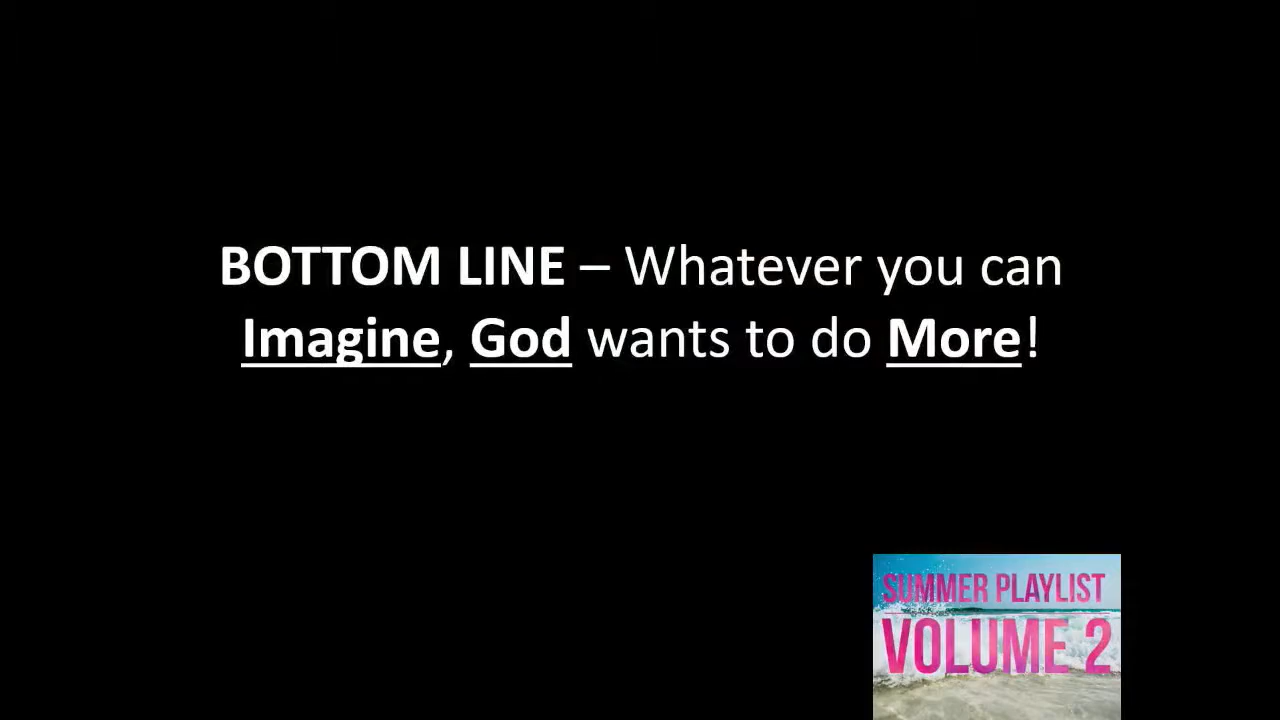 BOTTOM LINE – Whatever you can
Imagine, God wants to do More!
SUMMER PLAYLIST
VOLUME 2